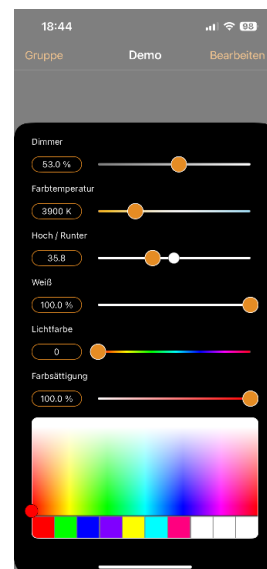 18:44 98
Gruppe Demo Bearbeiten
Dimmer
53.0 %
Farbtemperatur
3900 K
Hoch / Runter
35.8
Weiß
100.0 %
Lichtfarbe
0
Farbsättigung
100.0 %